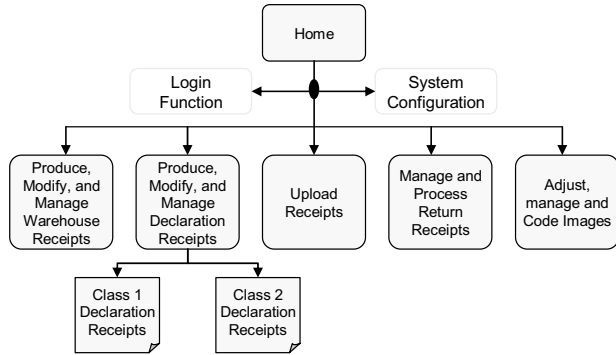 Home
Login
Function
System
Configuration
Produce,
Modify, and
Manage
Warehouse
Receipts
Produce,
Modify, and
Manage
Declaration
Receipts
Upload
Receipts
Manage and
Process
Return
Receipts
Adjust,
manage and
Code Images
Class 1
Declaration
Receipts
Class 2
Declaration
Receipts